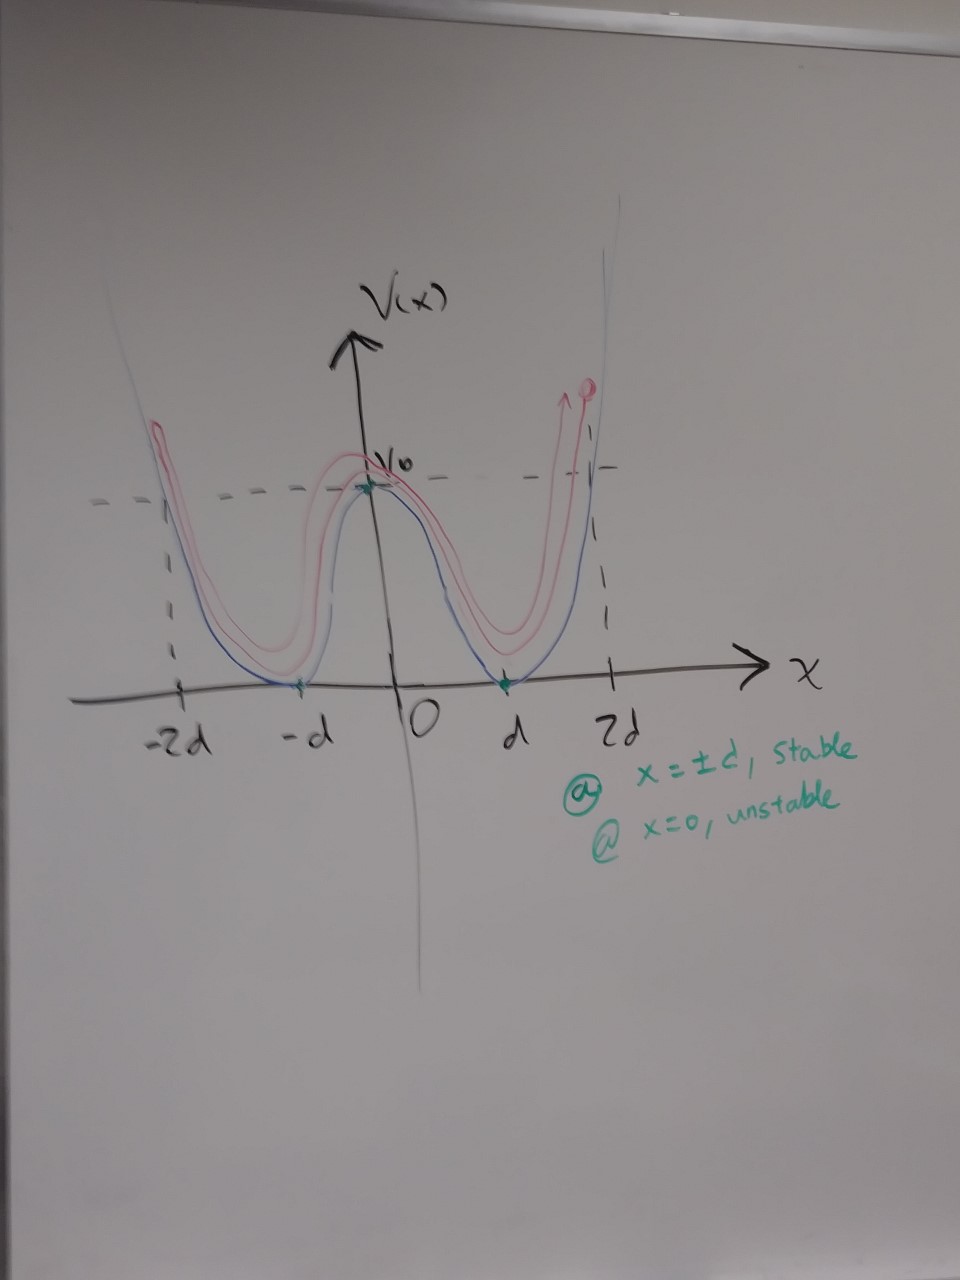 V(x)
V0
x
-2d -d 0 d 2d
@ x=±d, stable
@ x=0, unstable